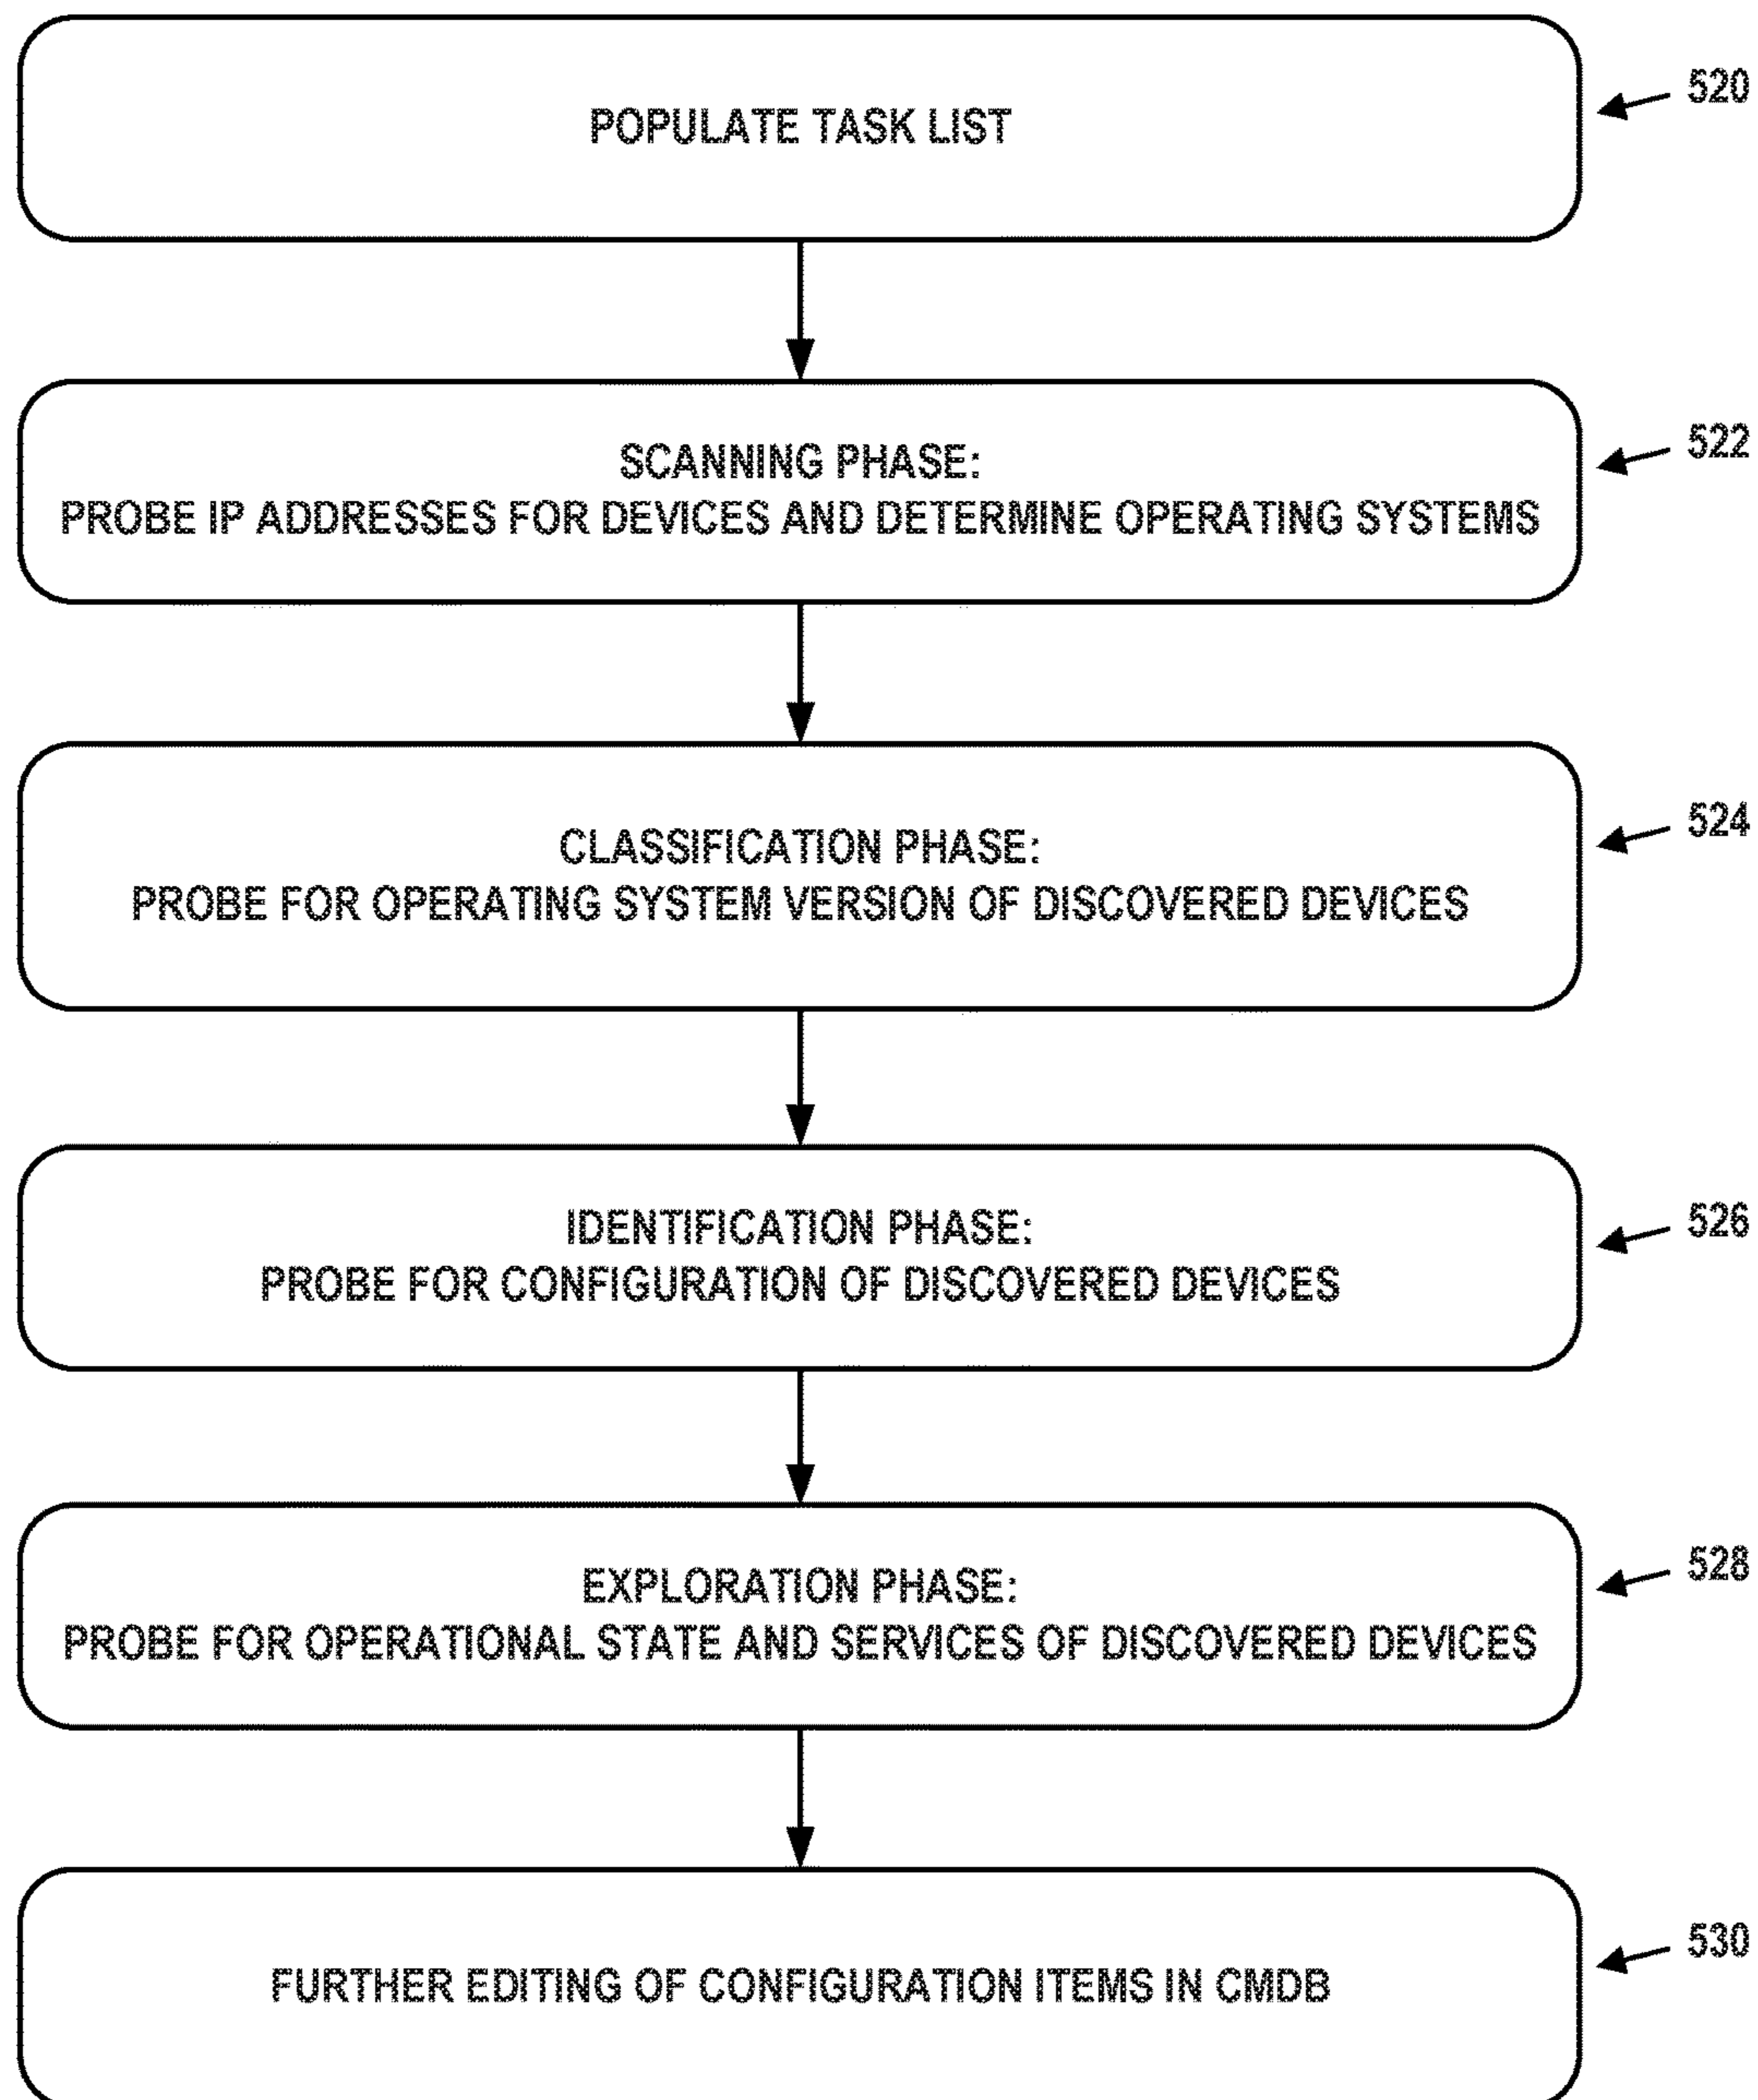 POPULATE TASK LIST
520
SCANNING PHASE:
PROBE IP ADDRESSES FOR DEVICES AND DETERMINE OPERATING SYSTEMS
522
CLASSIFICATION PHASE:
PROBE FOR OPERATING SYSTEM VERSION OF DISCOVERED DEVICES
524
IDENTIFICATION PHASE:
PROBE FOR CONFIGURATION OF DISCOVERED DEVICES
526
EXPLORATION PHASE:
PROBE FOR OPERATIONAL STATE AND SERVICES OF DISCOVERED DEVICES
528
FURTHER EDITING OF CONFIGURATION ITEMS IN CMDB
530